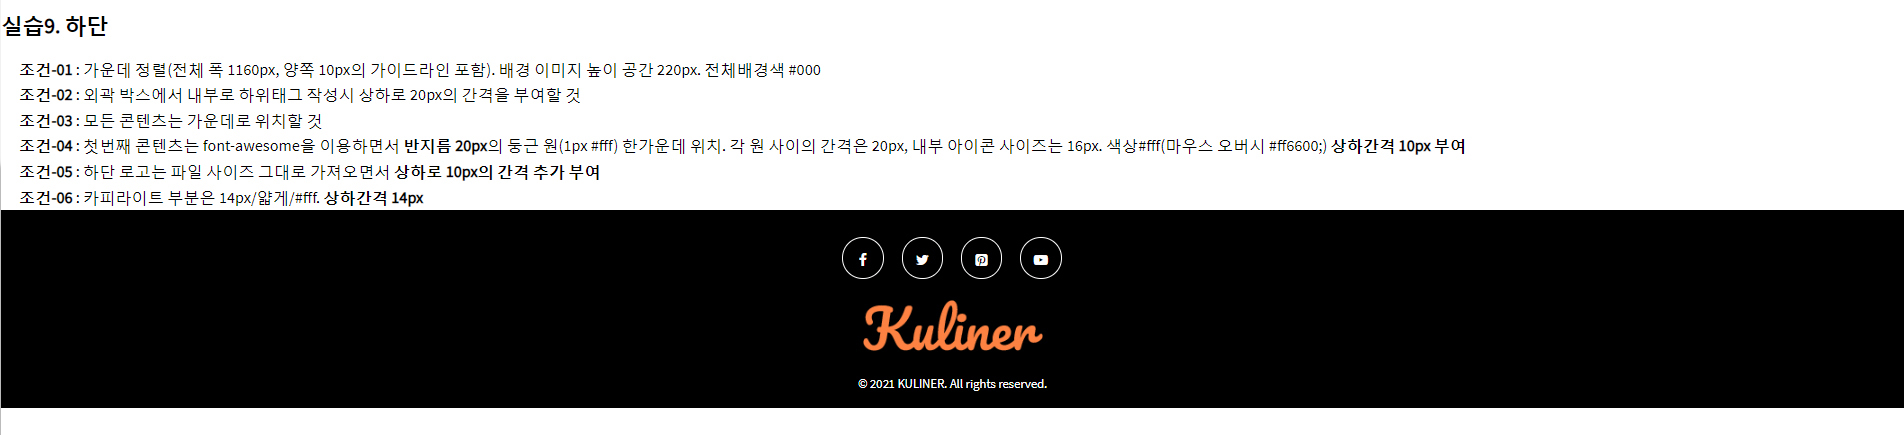 실습9. 하단
조건-01 : 가운데 정렬(전체 폭 1160px, 양쪽 10px의 가이드라인 포함). 배경 이미지 높이 공간 220px. 전체배경색 #000
조건-02 : 외곽 박스에서 내부로 하위태그 작성시 상하로 20px의 간격을 부여할 것
조건-03 : 모든 콘텐츠는 가운데로 위치할 것
조건-04 : 첫번째 콘텐츠는 font-awesome을 이용하면서 반지름 20px의 둥근 원(1px #fff) 한가운데 위치. 각 원 사이의 간격은 20px, 내부 아이콘 사이즈는 16px. 색상#fff(마우스 오버시 #ff6600;) 상하간격 10px 부여
조건-05 : 하단 로고는 파일 사이즈 그대로 가져오면서 상하로 10px의 간격 추가 부여
조건-06 : 카피라이트 부분은 14px/얇게/#fff. 상하간격 14px
Kuliner
© 2021 KULINER. All rights reserved.